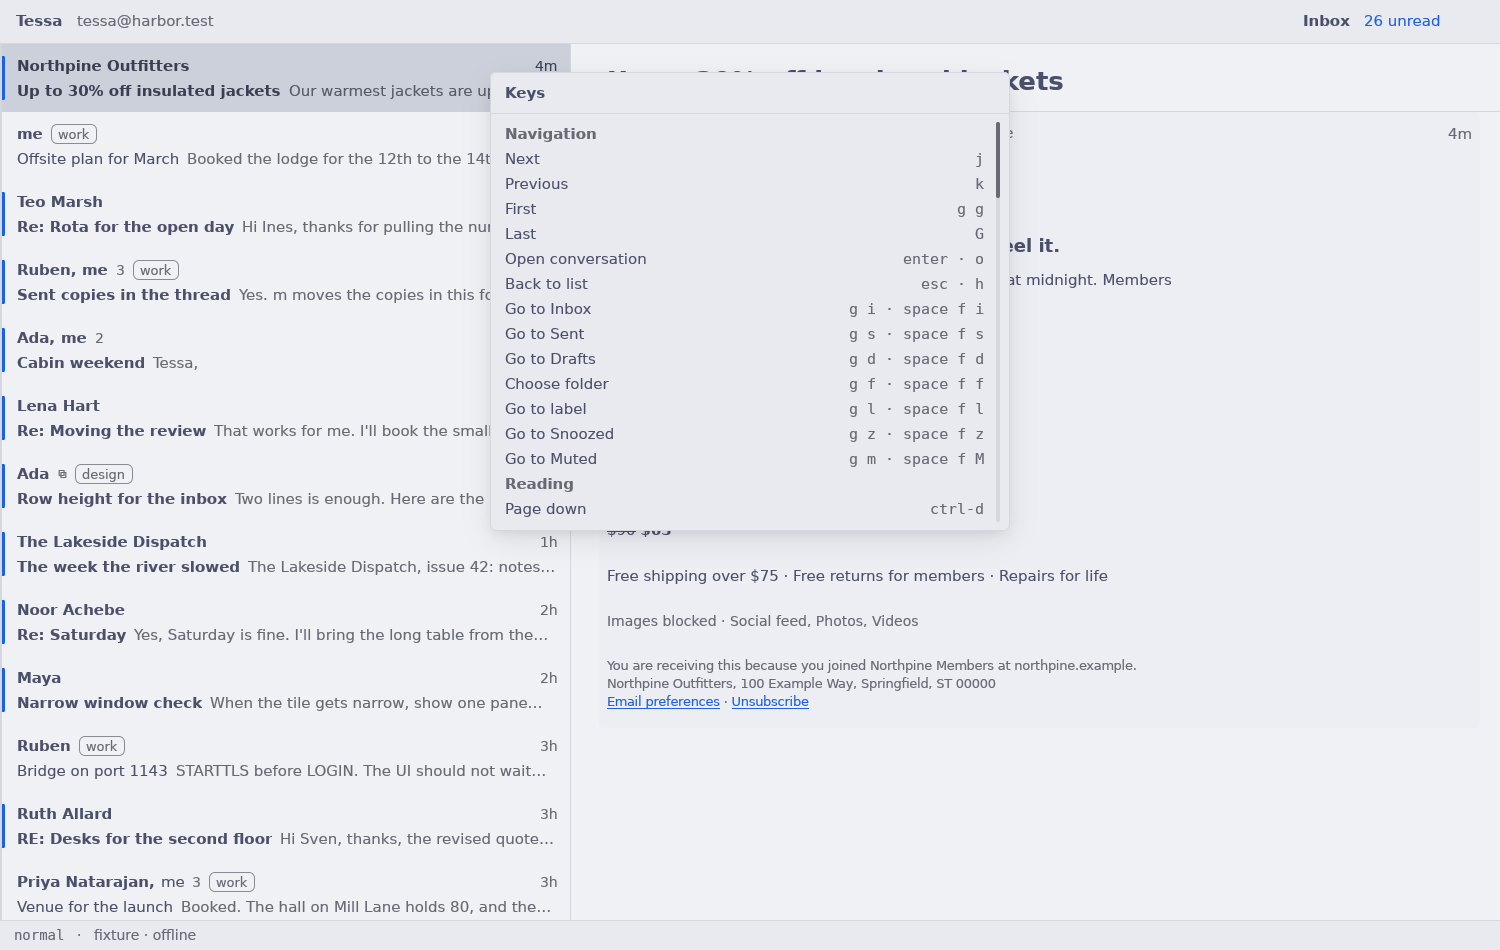 Tessa tessa@harbor.test Inbox 26 unread
Northpine Outfitters 4m
Up to 30% off insulated jackets Our warmest jackets are up
me work
Offsite plan for March Booked the lodge for the 12th to the 14t
Teo Marsh
Re: Rota for the open day Hi Ines, thanks for pulling the nu
Ruben, me 3 work
Sent copies in the thread Yes. m moves the copies in this fo
Ada, me 2
Cabin weekend Tessa,
Lena Hart
Re: Moving the review That works for me. I'll book the small
Ada design
Row height for the inbox Two lines is enough. Here are the
The Lakeside Dispatch 1h
The week the river slowed The Lakeside Dispatch, issue 42: notes…
Noor Achebe 2h
Re: Saturday Yes, Saturday is fine. I'll bring the long table from the…
Maya 2h
Narrow window check When the tile gets narrow, show one pane…
Ruben work 3h
Bridge on port 1143 STARTTLS before LOGIN. The UI should not wait…
Ruth Allard 3h
RE: Desks for the second floor Hi Sven, thanks, the revised quote…
Priya Natarajan, me 3 work 3h
Venue for the launch Booked. The hall on Mill Lane holds 80, and the…
Keys
Navigation
Next j
Previous k
First g g
Last G
Open conversation enter · o
Back to list esc · h
Go to Inbox g i · space f i
Go to Sent g s · space f s
Go to Drafts g d · space f d
Choose folder g f · space f f
Go to label g l · space f l
Go to Snoozed g z · space f z
Go to Muted g m · space f M
Reading
Page down ctrl-d
kets
4m
eel it.
at midnight. Members
Free shipping over $75 · Free returns for members · Repairs for life
Images blocked · Social feed, Photos, Videos
You are receiving this because you joined Northpine Members at northpine.example.
Northpine Outfitters, 100 Example Way, Springfield, ST 00000
Email preferences · Unsubscribe
normal · fixture · offline